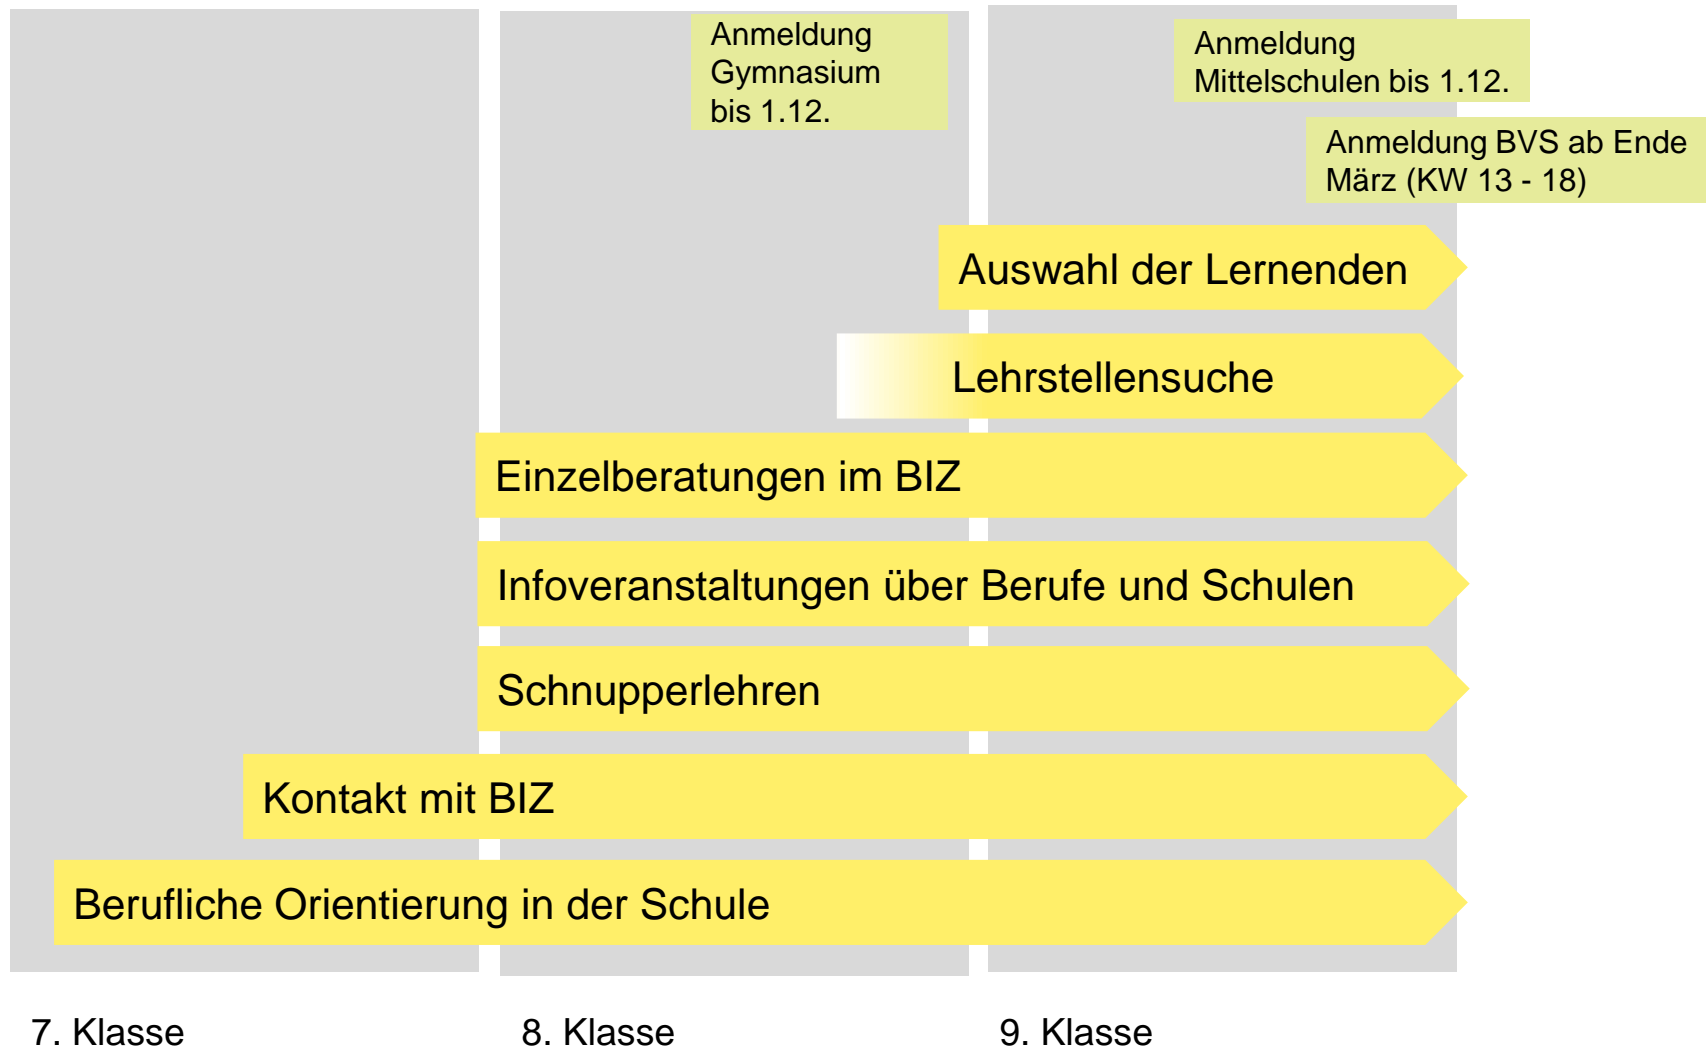 Anmeldung
Gymnasium
bis 1.12.
Anmeldung
Mittelschulen bis 1.12.
Anmeldung BVS ab Ende
März (KW 13 - 18)
Auswahl der Lernenden
Lehrstellensuche
Einzelberatungen im BIZ
Infoveranstaltungen über Berufe und Schulen
Schnupperlehren
Kontakt mit BIZ
Berufliche Orientierung in der Schule
7. Klasse
8. Klasse
9. Klasse